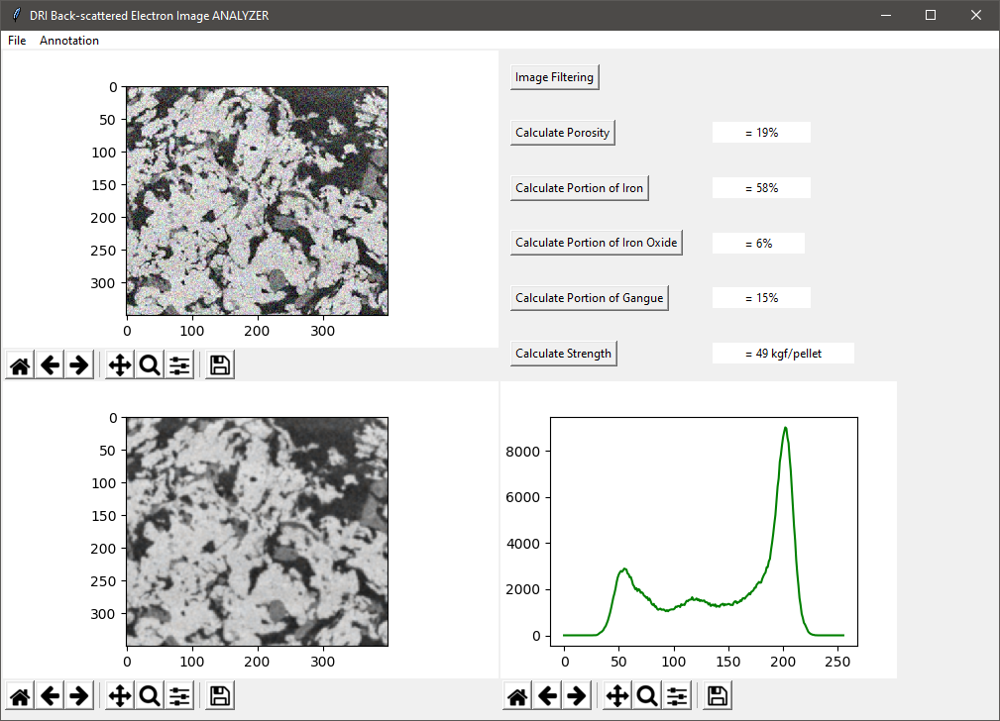 DRI Back-scattered Electron Image ANALYZER
File Annotation
0
50
100
150
200
250
300
0 100 200 300
Image Filtering
Calculate Porosity = 19%
Calculate Portion of Iron = 58%
Calculate Portion of Iron Oxide = 6%
Calculate Portion of Gangue = 15%
Calculate Strength = 49 kgf/pellet
0
50
100
150
200
250
300
0 100 200 300
8000
6000
4000
2000
0
0 50 100 150 200 250